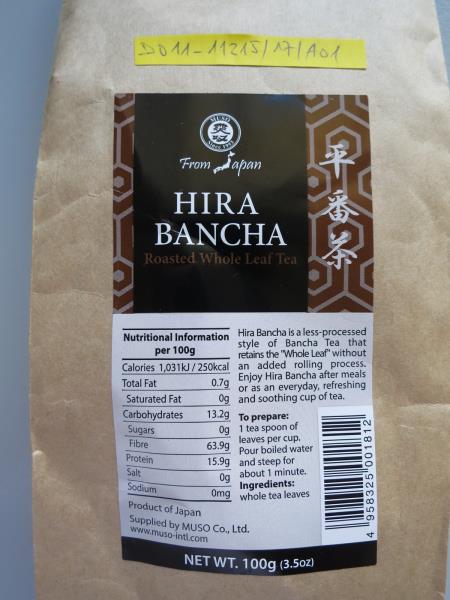 DD11-11215/17/A01
MUSO
Since 1963
From Japan
HIRA
BANCHA
Roasted Whole Leaf Tea
平番茶
Nutritional Information
per 100g
Calories 1,031kJ / 250kcal
Total Fat 0.7g
Saturated Fat 0g
Carbohydrates 13.2g
Sugars 0g
Fibre 63.9g
Protein 15.9g
Salt 0g
Sodium 0mg
Product of Japan
Supplied by MUSO Co., Ltd.
www.muso-intl.com
Hira Bancha is a less-processed
style of Bancha Tea that
retains the "Whole Leaf" without
an added rolling process.
Enjoy Hira Bancha after meals
or as an everyday, refreshing
and soothing cup of tea.
To prepare:
1 tea spoon of
leaves per cup.
Pour boiled water
and steep for
about 1 minute.
Ingredients:
whole tea leaves
4 958325 001812
NET WT. 100g (3.5oz)